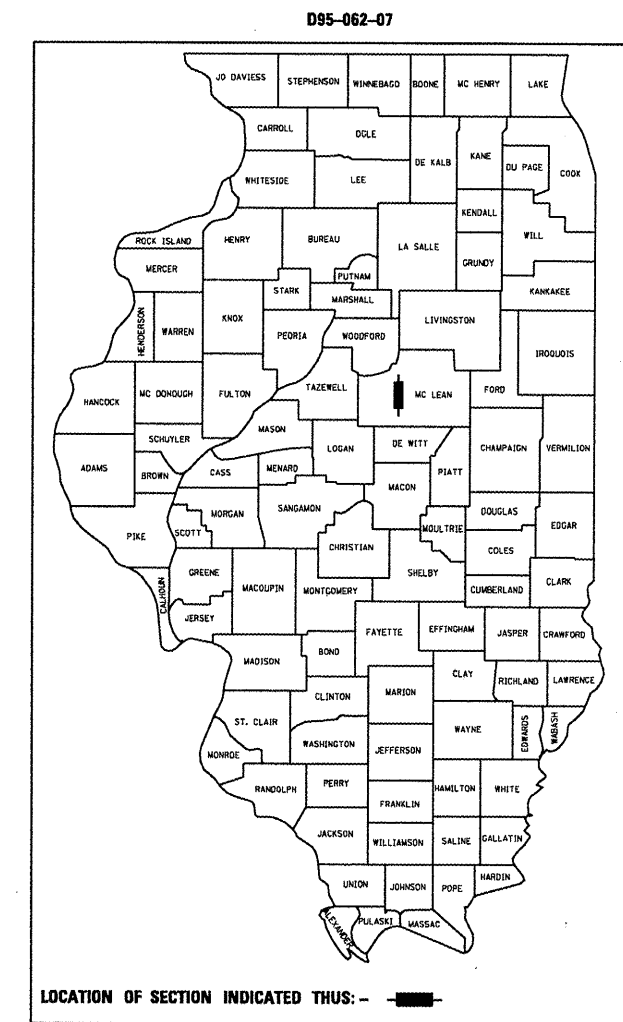 D95-062-07
JO DAVIESS STEPHENSON WINNEBAGO BOONE MC HENRY LAKE
CARROLL OGLE
DE KALB KANE DU PAGE COOK
WHITESIDE LEE
KENDALL
ROCK ISLAND HENRY BUREAU LA SALLE WILL
MERCER PUTNAM GRUNDY
STARK MARSHALL KANKAKEE
HENDERSON WARREN KNOX PEORIA WOODFORD LIVINGSTON
IROQUOIS
HANCOCK MC DONOUGH FULTON TAZEWELL MC LEAN FORD
MASON
SCHUYLER LOGAN DE WITT CHAMPAIGN VERMILION
ADAMS BROWN CASS MENARD MACON PIATT
MORGAN SANGAMON DOUGLAS
PIKE SCOTT CHRISTIAN MOULTRIE COLES EDGAR
GREENE SHELBY
CALHOUN MACOUPIN MONTGOMERY CUMBERLAND CLARK
JERSEY
FAYETTE EFFINGHAM JASPER CRAWFORD
MADISON BOND
CLAY RICHLAND LAWRENCE
CLINTON MARION
ST. CLAIR WAYNE EDWARDS WABASH
MONROE WASHINGTON JEFFERSON
RANDOLPH PERRY HAMILTON WHITE
FRANKLIN
JACKSON WILLIAMSON SALINE GALLATIN
UNION JOHNSON POPE HARDIN
ALEXANDER PULASKI MASSAC
LOCATION OF SECTION INDICATED THUS:-